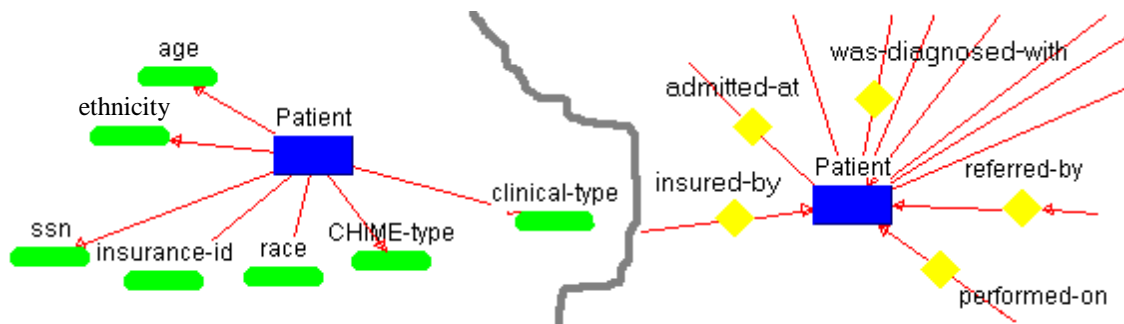 age
ethnicity
Patient
clinical-type
ssn
insurance-id
race
CHIME-type
was-diagnosed-with
admitted-at
Patient
insured-by
referred-by
performed-on